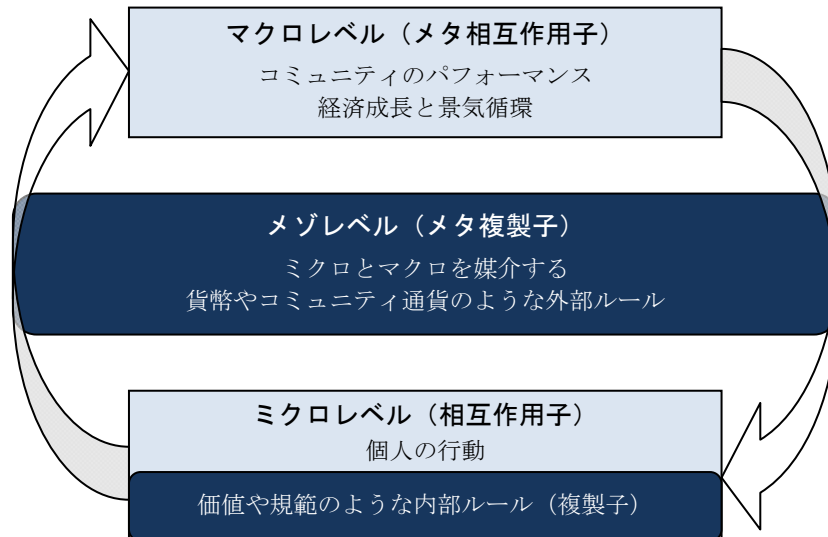 マクロレベル（メタ相互作用子）
コミュニティのパフォーマンス
経済成長と景気循環
メゾレベル（メタ複製子）
ミクロとマクロを媒介する
貨幣やコミュニティ通貨のような外部ルール
ミクロレベル（相互作用子）
個人の行動
価値や規範のような内部ルール（複製子）